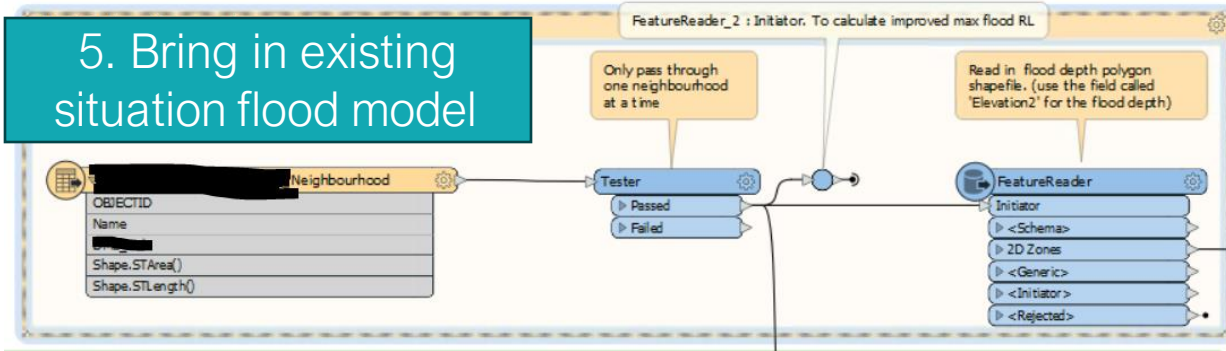 5. Bring in existing
situation flood model
FeatureReader_2 : Initiator. To calculate improved max flood RL
Only pass through
one neighbourhood
at a time
Read in flood depth polygon
shapefile. (use the field called
'Elevation2' for the flood depth)
Neighbourhood
OBJECTID
Name
Shape.STArea()
Shape.STLength()
Tester
Passed
Failed
FeatureReader
Initiator
<Schema>
2D Zones
<Generic>
<Initiator>
<Rejected>